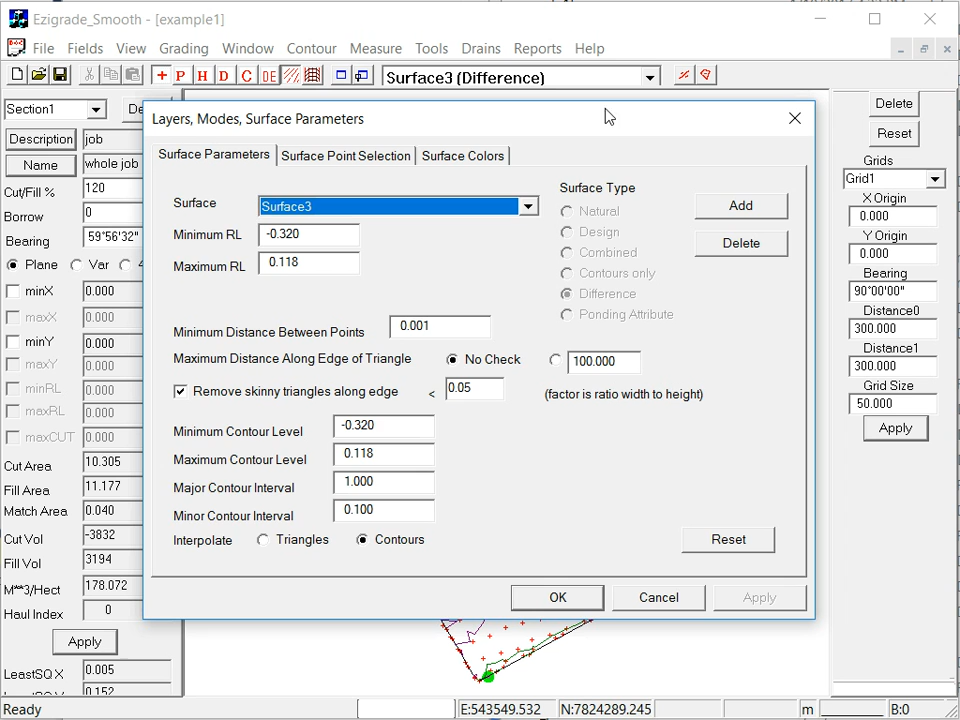 Ezigrade_Smooth - [example1]
File Fields View Grading Window Contour Measure Tools Drains Reports Help
+ P H D C DE Surface3 (Difference)
Section1
Description job
Name whole job
Cut/Fill % 120
Borrow 0
Bearing 59°56'32"
Plane Var
minX 0.000
maxX 0.000
minY 0.000
maxY 0.000
minRL 0.000
maxRL 0.000
maxCUT 0.000
Cut Area 10.305
Fill Area 11.177
Match Area 0.040
Cut Vol -3832
Fill Vol 3194
M**3/Hect 178.072
Haul Index 0
Apply
LeastSQ X 0.005
0.152
Layers, Modes, Surface Parameters
Surface Parameters Surface Point Selection Surface Colors
Surface Surface3
Minimum RL -0.320
Maximum RL 0.118
Surface Type
Natural
Design
Combined
Contours only
Difference
Ponding Attribute
Add
Delete
Minimum Distance Between Points 0.001
Maximum Distance Along Edge of Triangle No Check 100.000
Remove skinny triangles along edge < 0.05 (factor is ratio width to height)
Minimum Contour Level -0.320
Maximum Contour Level 0.118
Major Contour Interval 1.000
Minor Contour Interval 0.100
Interpolate Triangles Contours
Reset
OK Cancel Apply
Delete
Reset
Grids
Grid1
X Origin
0.000
Y Origin
0.000
Bearing
90°00'00"
Distance0
300.000
Distance1
300.000
Grid Size
50.000
Apply
Ready E:543549.532 N:7824289.245 m B:0